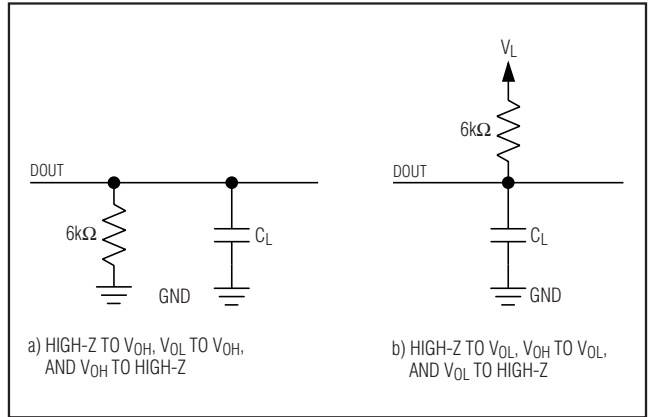 DOUT
6kΩ
CL
GND
a) HIGH-Z TO VOH, VOL TO VOH,
AND VOH TO HIGH-Z
VL
6kΩ
DOUT
CL
GND
b) HIGH-Z TO VOL, VOH TO VOL,
AND VOL TO HIGH-Z